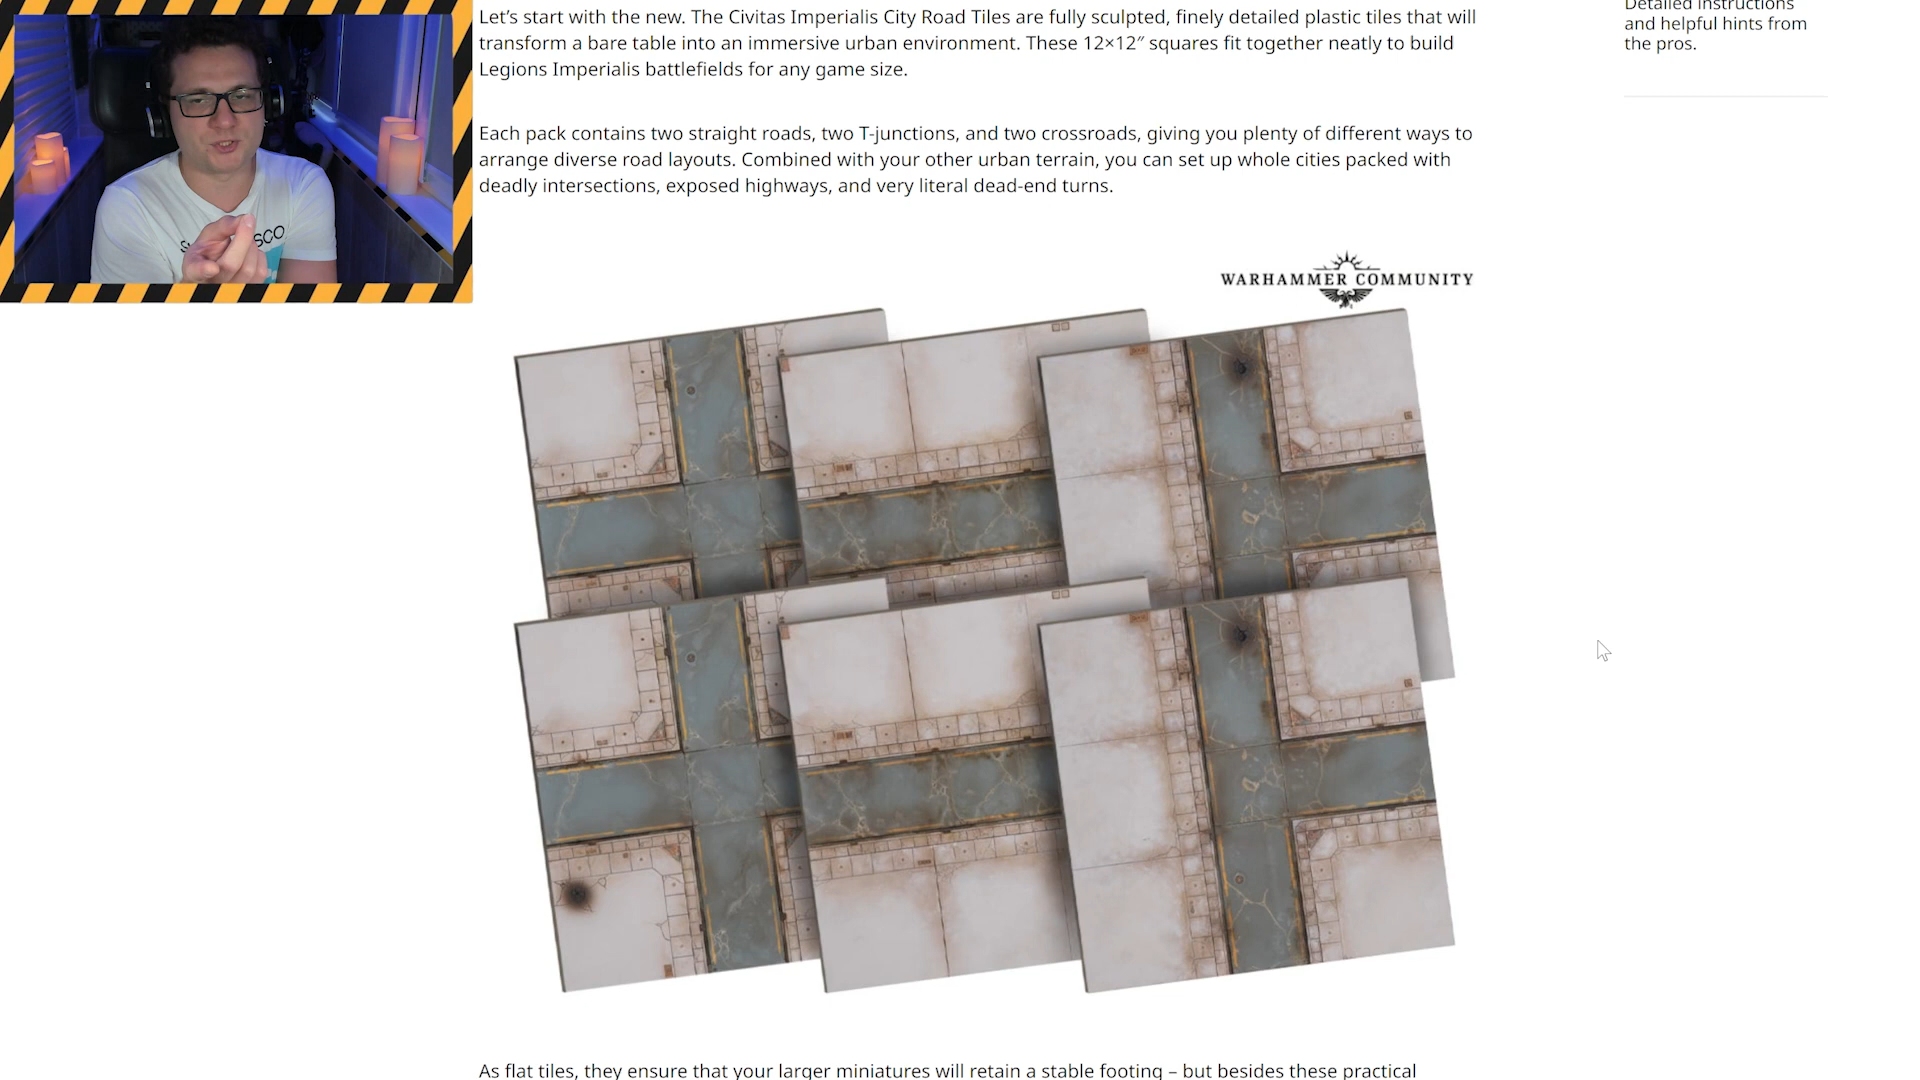 Let's start with the new. The Civitas Imperialis City Road Tiles are fully sculpted, finely detailed plastic tiles that will
transform a bare table into an immersive urban environment. These 12×12″ squares fit together neatly to build
Legions Imperialis battlefields for any game size.
Each pack contains two straight roads, two T-junctions, and two crossroads, giving you plenty of different ways to
arrange diverse road layouts. Combined with your other urban terrain, you can set up whole cities packed with
deadly intersections, exposed highways, and very literal dead-end turns.
WARHAMMER COMMUNITY
As flat tiles, they ensure that your larger miniatures will retain a stable footing – but besides these practical
Detailed instructions
and helpful hints from
the pros.